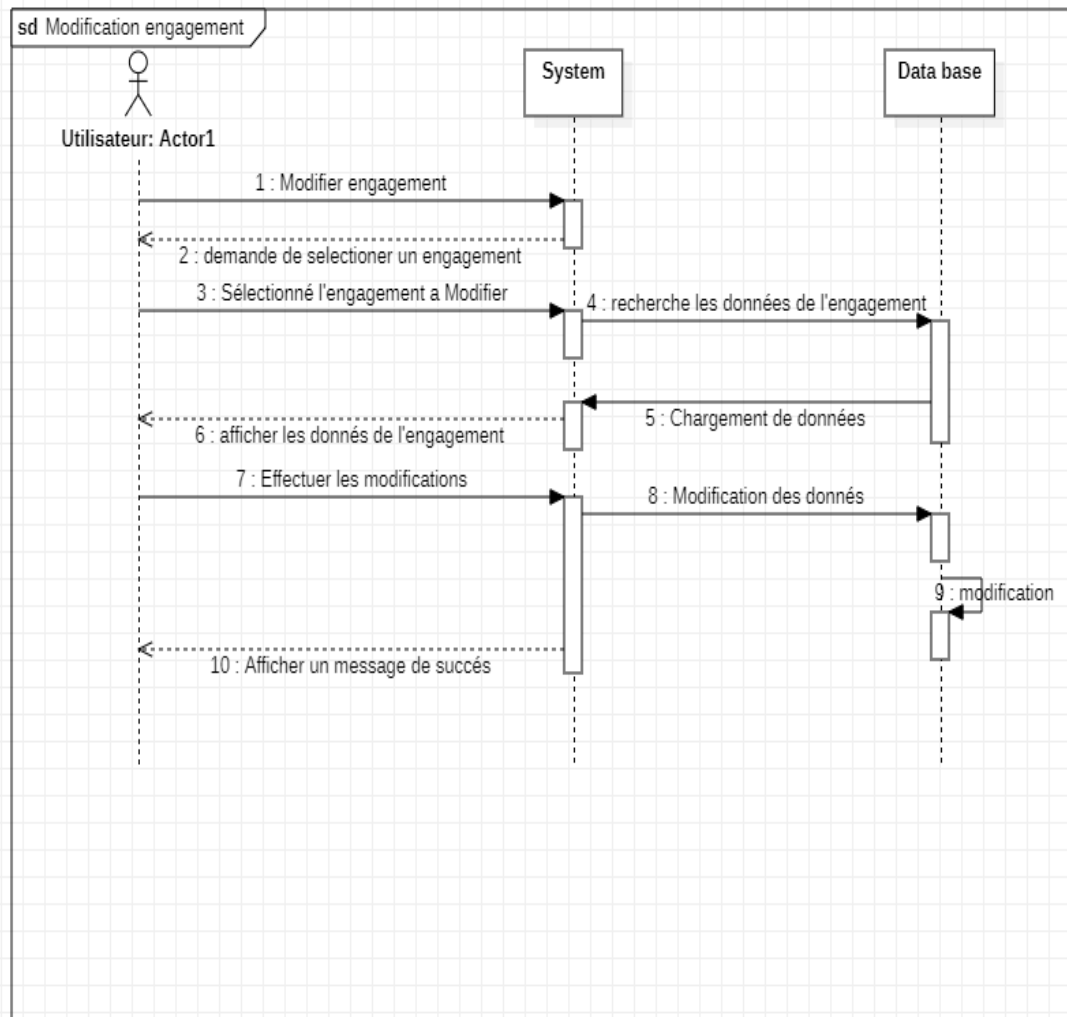 sd Modification engagement
System
Data base
Utilisateur: Actor1
1 : Modifier engagement
2 : demande de selectioner un engagement
3 : Sélectionné l'engagement a Modifier
4 : recherche les données de l'engagement
5 : Chargement de données
6 : afficher les donnés de l'engagement
7 : Effectuer les modifications
8 : Modification des donnés
9 : modification
10 : Afficher un message de succés